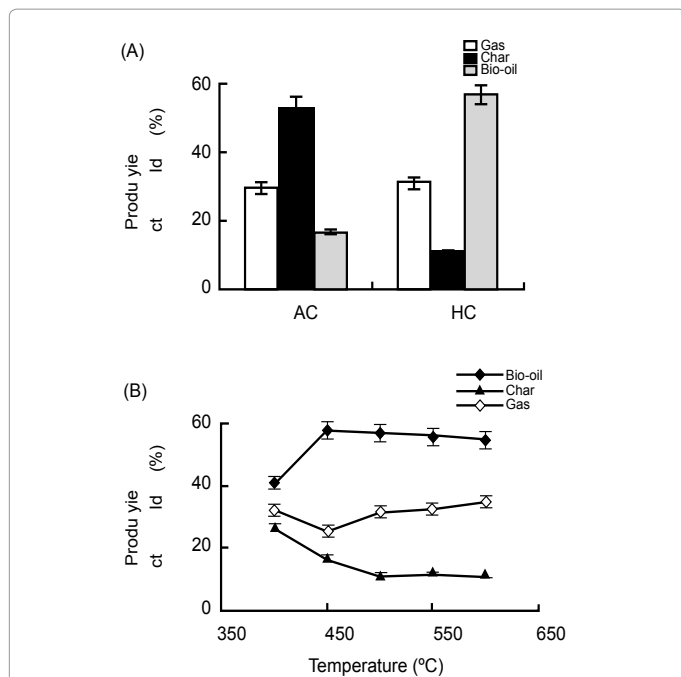 (A)
Gas
Char
Bio-oil
Produ yie
ct ld (%)
60
40
20
0
AC HC
(B)
Bio-oil
Char
Gas
Produ yie
ct ld (%)
60
40
20
0
350 450 550 650
Temperature (ºC)